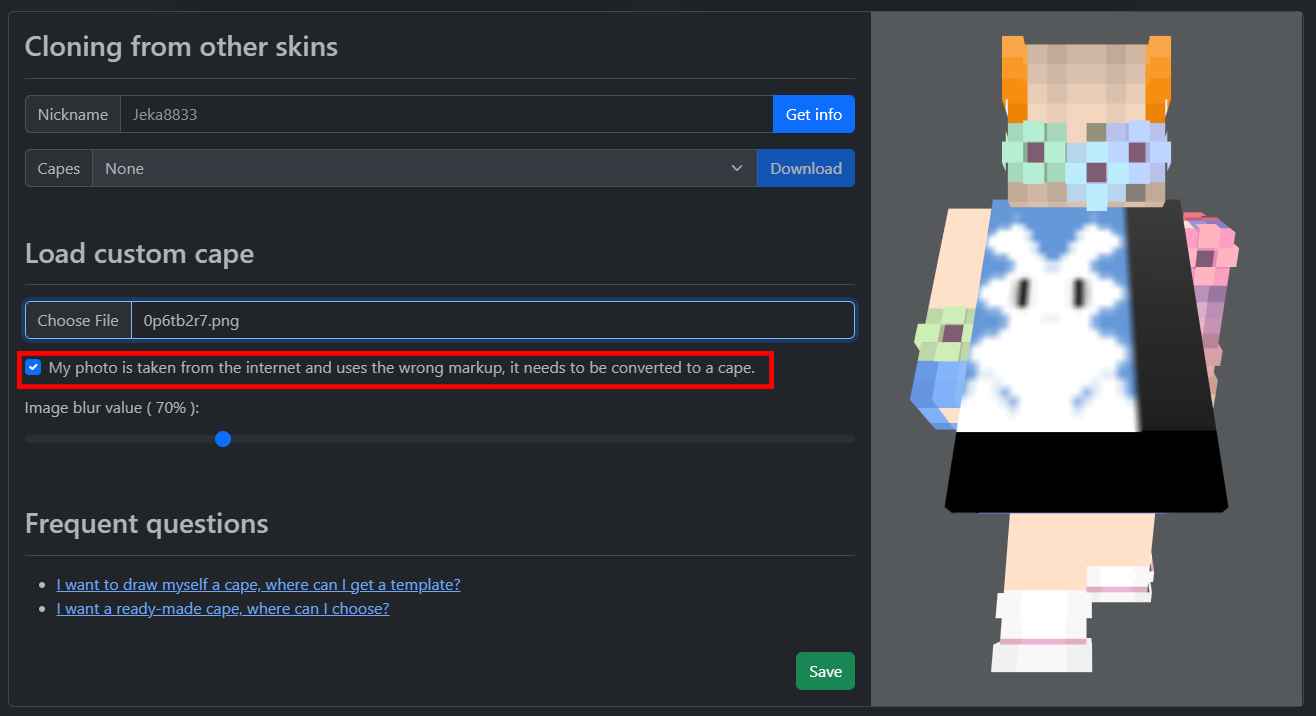 Cloning from other skins
Nickname Jeka8833 Get info
Capes None Download
Load custom cape
Choose File 0p6tb2r7.png
My photo is taken from the internet and uses the wrong markup, it needs to be converted to a cape.
Image blur value ( 70% ):
Frequent questions
I want to draw myself a cape, where can I get a template?
I want a ready-made cape, where can I choose?
Save